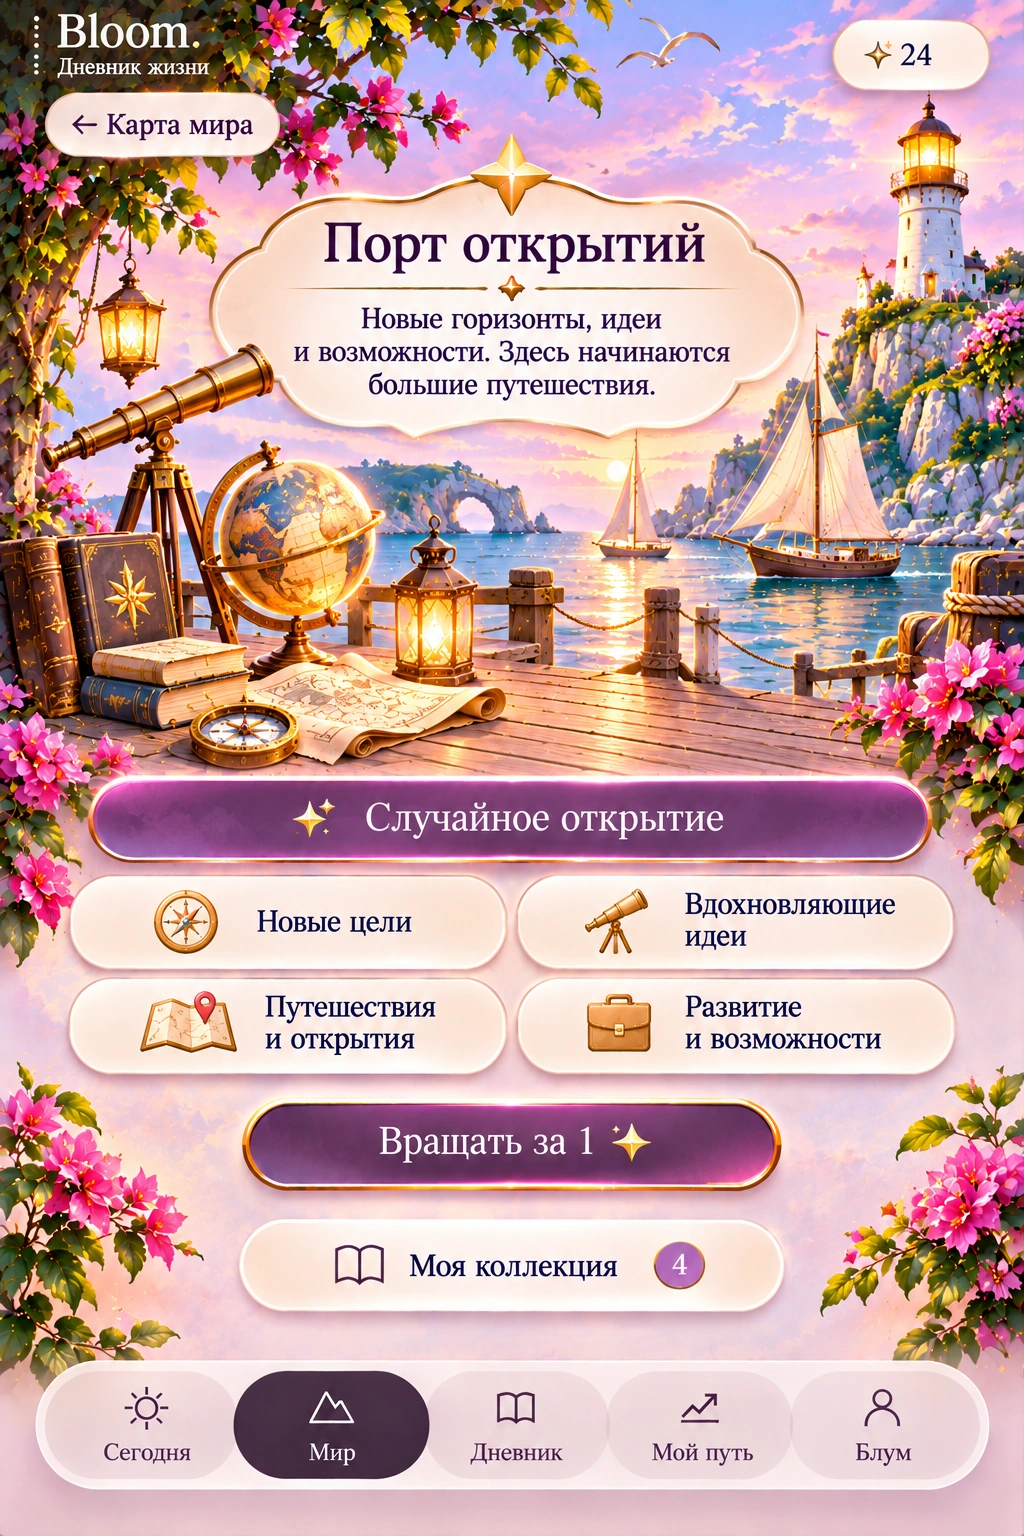 Bloom.
Дневник жизни
24
← Карта мира
Порт открытий
Новые горизонты, идеи
и возможности. Здесь начинаются
большие путешествия.
Случайное открытие
Новые цели
Вдохновляющие
идеи
Путешествия
и открытия
Развитие
и возможности
Вращать за 1
Моя коллекция 4
Сегодня
Мир
Дневник
Мой путь
Блум